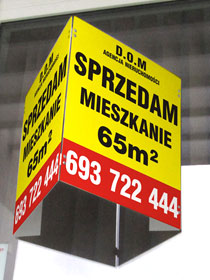 D.O.M
AGENCJA NIERUCHOMOŚCI
SPRZEDAM
MIESZKANIE
65m²
693 722 444
D.O.M
AGENCJA NIERUCHOMOŚCI
SPRZEDAM
MIESZKANIE
65m²
693 722 444